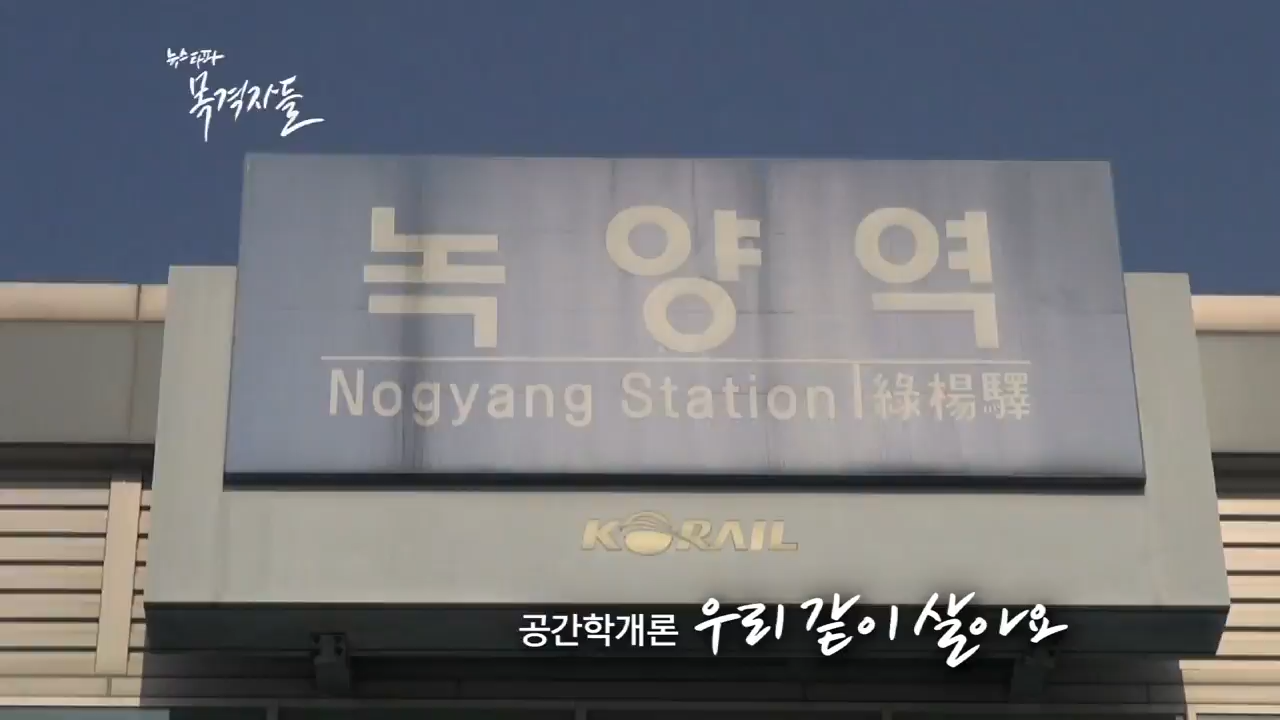 뉴스타파
목격자들
녹양역
Nogyang Station 綠楊驛
KORAIL
공간학개론 우리 같이 살아요